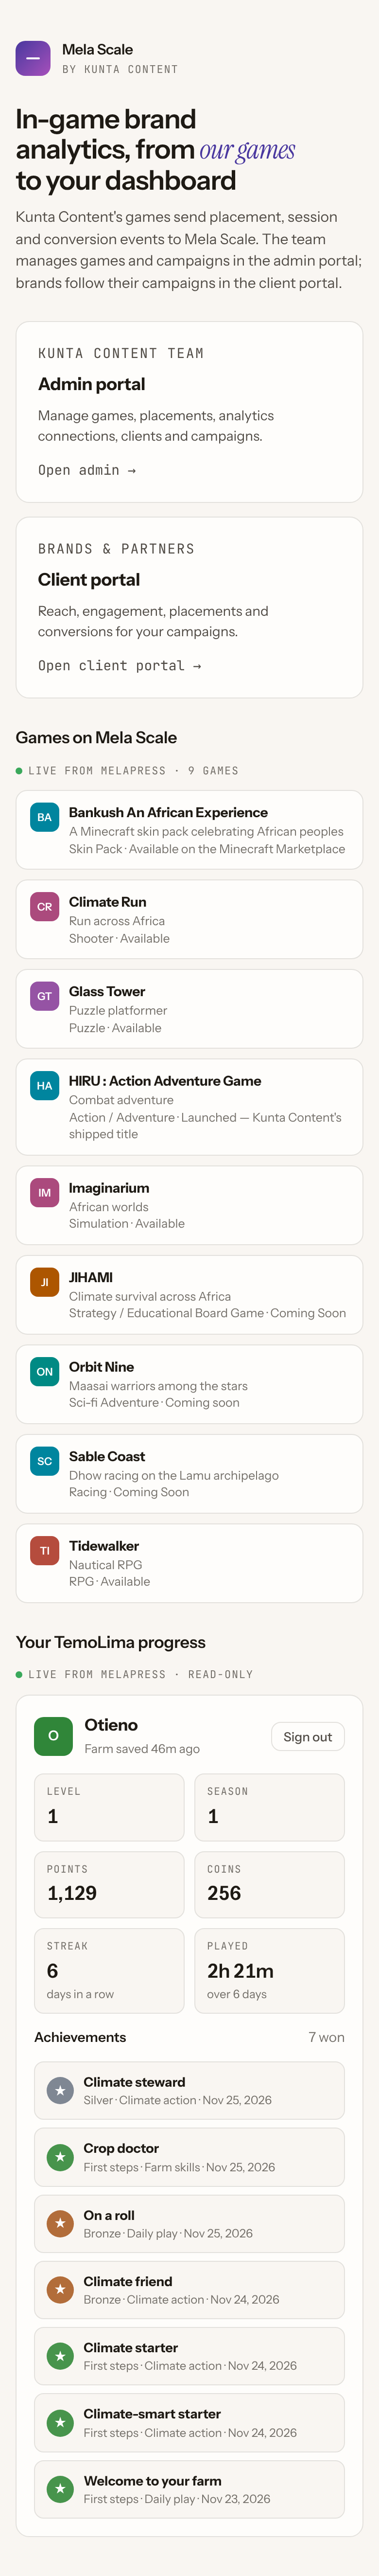 Mela Scale
BY KUNTA CONTENT
In-game brand
analytics, from our games
to your dashboard
Kunta Content's games send placement, session
and conversion events to Mela Scale. The team
manages games and campaigns in the admin portal;
brands follow their campaigns in the client portal.
KUNTA CONTENT TEAM
Admin portal
Manage games, placements, analytics
connections, clients and campaigns.
Open admin →
BRANDS & PARTNERS
Client portal
Reach, engagement, placements and
conversions for your campaigns.
Open client portal →
Games on Mela Scale
LIVE FROM MELAPRESS · 9 GAMES
BA
Bankush An African Experience
A Minecraft skin pack celebrating African peoples
Skin Pack · Available on the Minecraft Marketplace
CR
Climate Run
Run across Africa
Shooter · Available
GT
Glass Tower
Puzzle platformer
Puzzle · Available
HA
HIRU : Action Adventure Game
Combat adventure
Action / Adventure · Launched — Kunta Content's
shipped title
IM
Imaginarium
African worlds
Simulation · Available
JI
JIHAMI
Climate survival across Africa
Strategy / Educational Board Game · Coming Soon
ON
Orbit Nine
Maasai warriors among the stars
Sci-fi Adventure · Coming soon
SC
Sable Coast
Dhow racing on the Lamu archipelago
Racing · Coming Soon
TI
Tidewalker
Nautical RPG
RPG · Available
Your TemoLima progress
LIVE FROM MELAPRESS · READ-ONLY
O
Otieno
Farm saved 46m ago
Sign out
LEVEL
1
SEASON
1
POINTS
1,129
COINS
256
STREAK
6
days in a row
PLAYED
2h 21m
over 6 days
Achievements
7 won
Climate steward
Silver · Climate action · Nov 25, 2026
Crop doctor
First steps · Farm skills · Nov 25, 2026
On a roll
Bronze · Daily play · Nov 25, 2026
Climate friend
Bronze · Climate action · Nov 24, 2026
Climate starter
First steps · Climate action · Nov 24, 2026
Climate-smart starter
First steps · Climate action · Nov 24, 2026
Welcome to your farm
First steps · Daily play · Nov 23, 2026